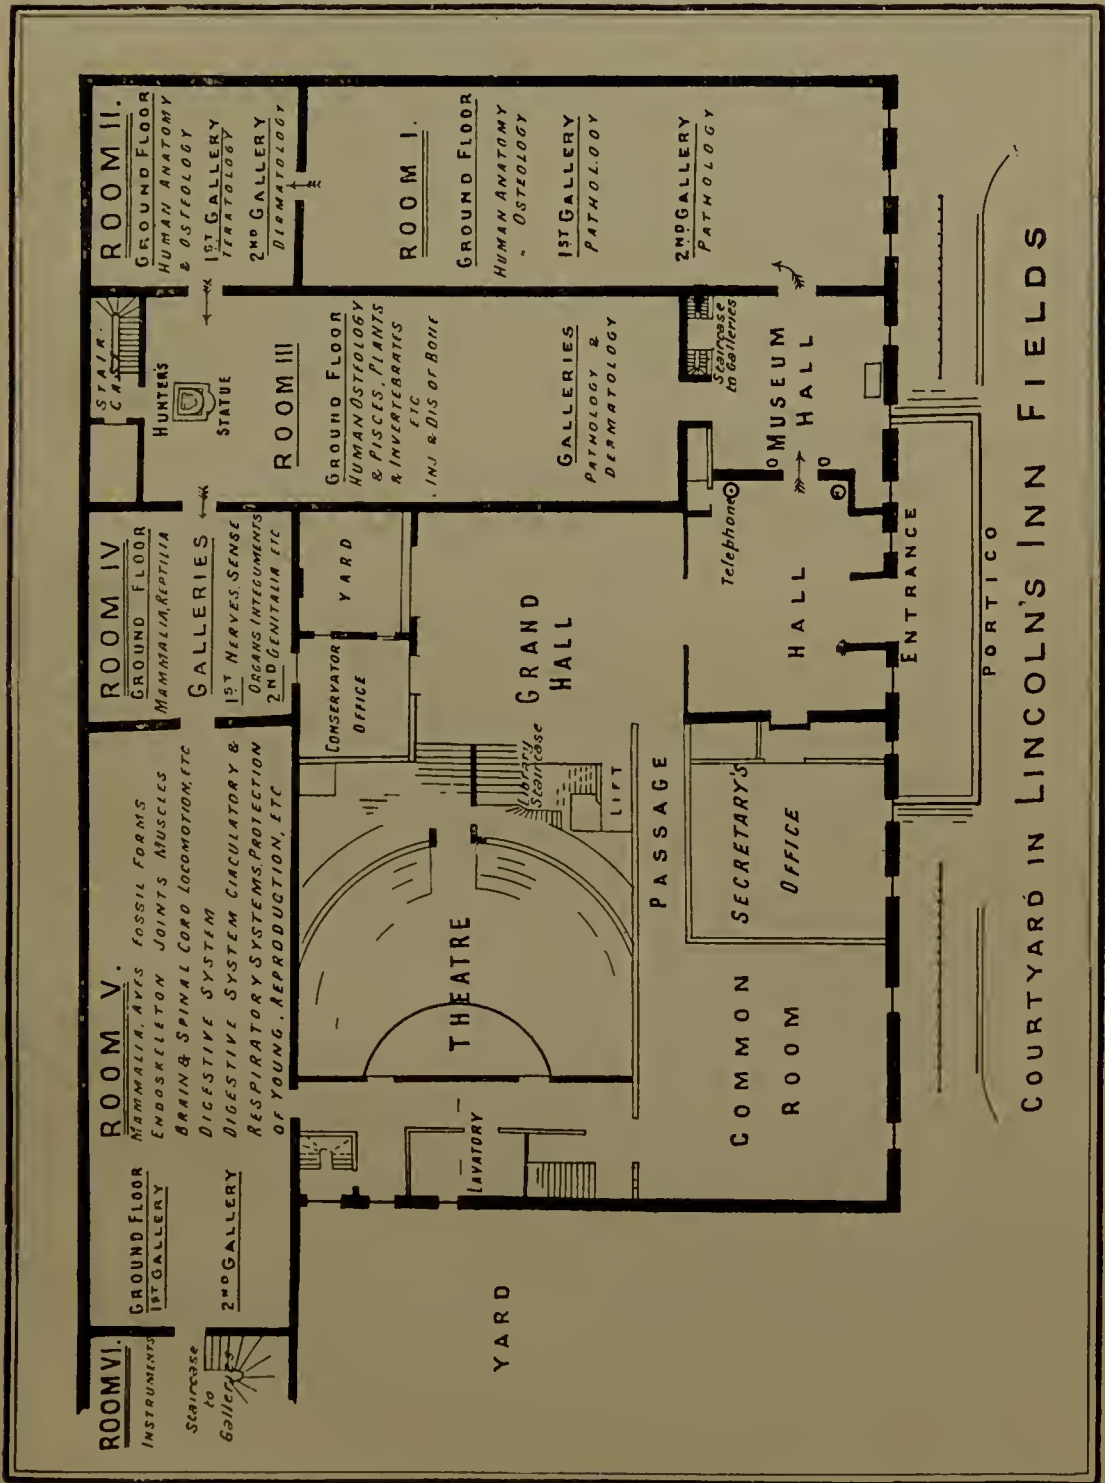 ROOM VI.
INSTRUMENTS
Staircase
to
Galleries
ROOM V.
GROUND FLOOR MAMMALIA, AVES FOSSIL FORMS
1ST GALLERY ENDOSKELETON JOINTS MUSCLES
BRAIN & SPINAL CORD LOCOMOTION, ETC
DIGESTIVE SYSTEM
2ND GALLERY DIGESTIVE SYSTEM CIRCULATORY &
RESPIRATORY SYSTEMS, PROTECTION
OF YOUNG, REPRODUCTION, ETC
ROOM IV
GROUND FLOOR
MAMMALIA, REPTILIA
GALLERIES
1ST NERVES, SENSE
ORGANS INTEGUMENTS
2ND GENITALIA ETC
STAIR-
CASE
HUNTER'S
STATUE
ROOM III
GROUND FLOOR
HUMAN OSTEOLOGY
& PISCES, PLANTS
& INVERTEBRATES
ETC
INJ & DIS OF BONE
GALLERIES
PATHOLOGY &
DERMATOLOGY
ROOM II.
GROUND FLOOR
HUMAN ANATOMY
& OSTEOLOGY
1ST GALLERY
TERATOLOGY
2ND GALLERY
DERMATOLOGY
ROOM I.
GROUND FLOOR
HUMAN ANATOMY
" OSTEOLOGY
1ST GALLERY
PATHOLOGY
2ND GALLERY
PATHOLOGY
Staircase
to Galleries
MUSEUM
HALL
Telephone
HALL
ENTRANCE
PORTICO
CONSERVATOR
OFFICE
YARD
GRAND
HALL
Library
Staircase
LIFT
THEATRE
PASSAGE
SECRETARY'S
OFFICE
LAVATORY
COMMON
ROOM
YARD
COURTYARD IN LINCOLN'S INN FIELDS